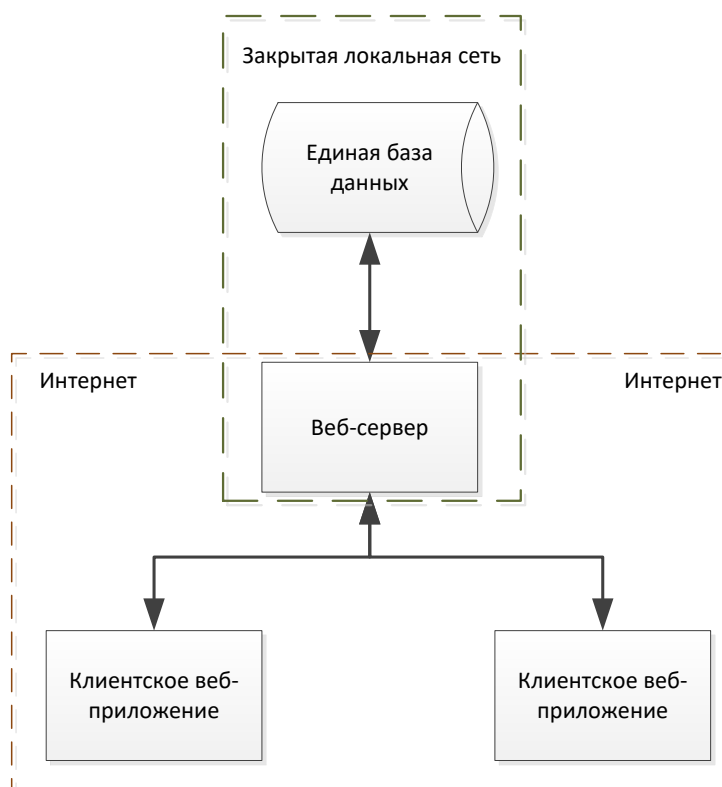 Закрытая локальная сеть
Единая база
данных
Интернет
Интернет
Веб-сервер
Клиентское веб-
приложение
Клиентское веб-
приложение